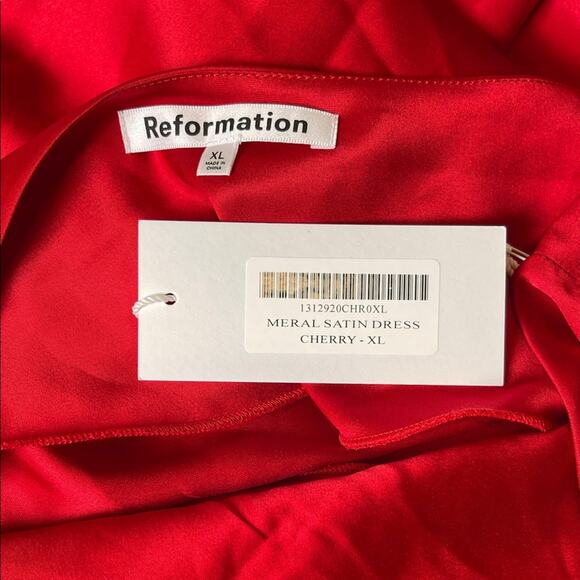 Reformation
XL
MADE IN
CHINA
1312920CHR0XL
MERAL SATIN DRESS
CHERRY - XL